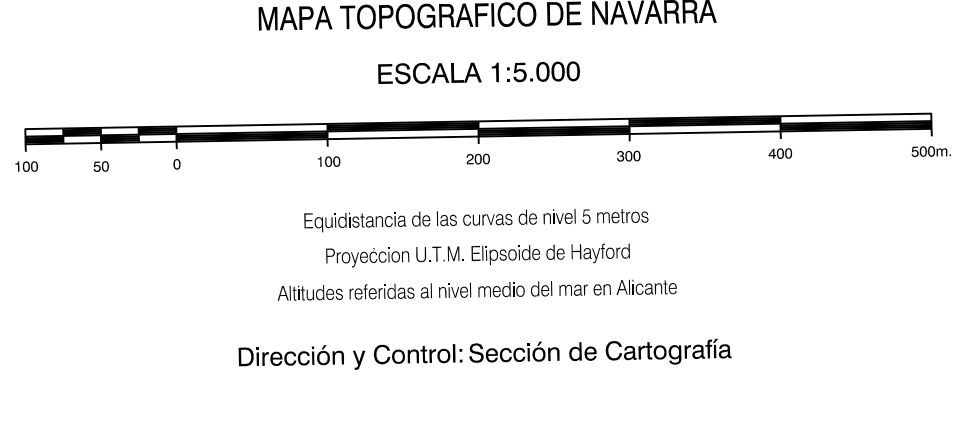 MAPA TOPOGRAFICO DE NAVARRA
ESCALA 1:5.000
100 50 0 100 200 300 400 500m.
Equidistancia de las curvas de nivel 5 metros
Proyeccion U.T.M. Elipsoide de Hayford
Altitudes referidas al nivel medio del mar en Alicante
Dirección y Control: Sección de Cartografía